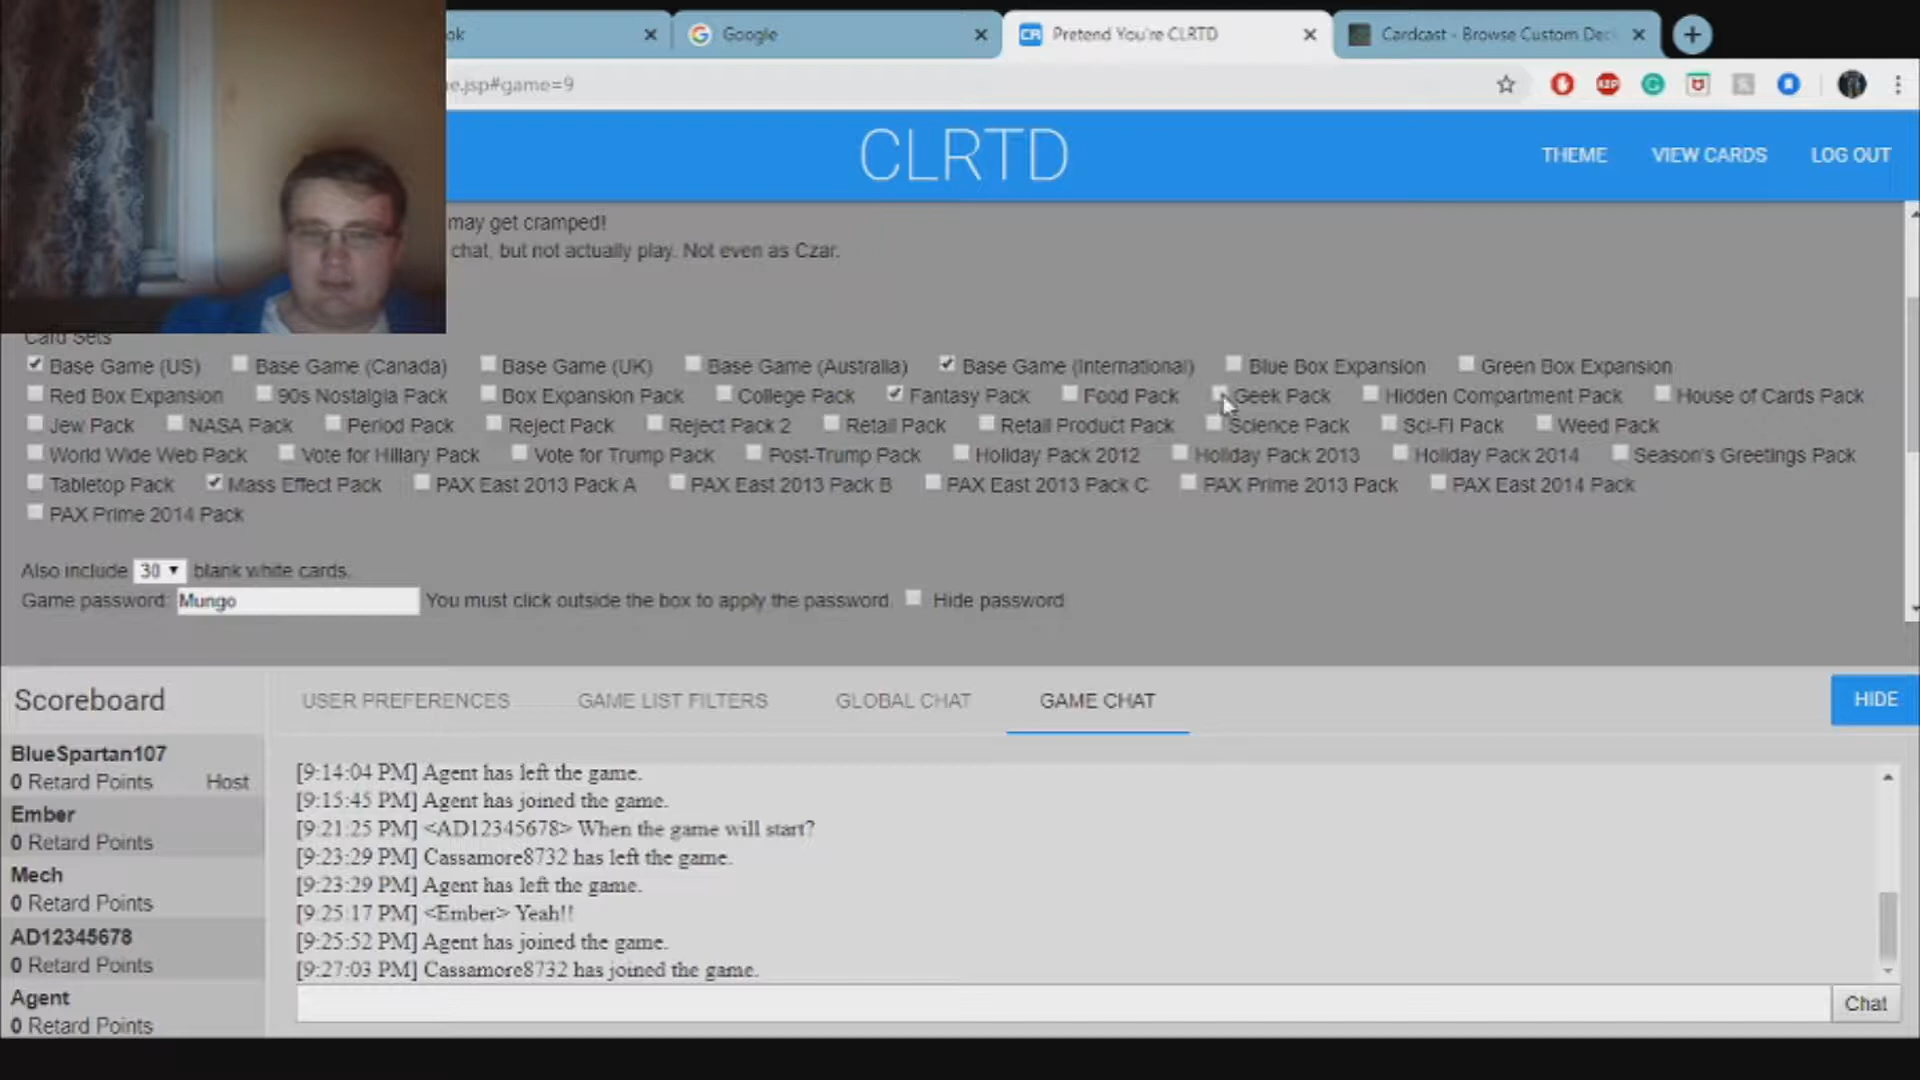 ok
Google
Pretend You're CLRTD
Cardcast - Browse Custom Dec
e.jsp#game=9
CLRTD
THEME
VIEW CARDS
LOG OUT
may get cramped!
chat, but not actually play. Not even as Czar.
Card Sets
Base Game (US) Base Game (Canada) Base Game (UK) Base Game (Australia) Base Game (International) Blue Box Expansion Green Box Expansion
Red Box Expansion 90s Nostalgia Pack Box Expansion Pack College Pack Fantasy Pack Food Pack Geek Pack Hidden Compartment Pack House of Cards Pack
Jew Pack NASA Pack Period Pack Reject Pack Reject Pack 2 Retail Pack Retail Product Pack Science Pack Sci-Fi Pack Weed Pack
World Wide Web Pack Vote for Hillary Pack Vote for Trump Pack Post-Trump Pack Holiday Pack 2012 Holiday Pack 2013 Holiday Pack 2014 Season's Greetings Pack
Tabletop Pack Mass Effect Pack PAX East 2013 Pack A PAX East 2013 Pack B PAX East 2013 Pack C PAX Prime 2013 Pack PAX East 2014 Pack
PAX Prime 2014 Pack
Also include 30 blank white cards.
Game password: Mungo You must click outside the box to apply the password. Hide password
Scoreboard
USER PREFERENCES
GAME LIST FILTERS
GLOBAL CHAT
GAME CHAT
HIDE
BlueSpartan107
0 Retard Points Host
Ember
0 Retard Points
Mech
0 Retard Points
AD12345678
0 Retard Points
Agent
0 Retard Points
[9:14:04 PM] Agent has left the game.
[9:15:45 PM] Agent has joined the game.
[9:21:25 PM] <AD12345678> When the game will start?
[9:23:29 PM] Cassamore8732 has left the game.
[9:23:29 PM] Agent has left the game.
[9:25:17 PM] <Ember> Yeah!!
[9:25:52 PM] Agent has joined the game.
[9:27:03 PM] Cassamore8732 has joined the game.
Chat